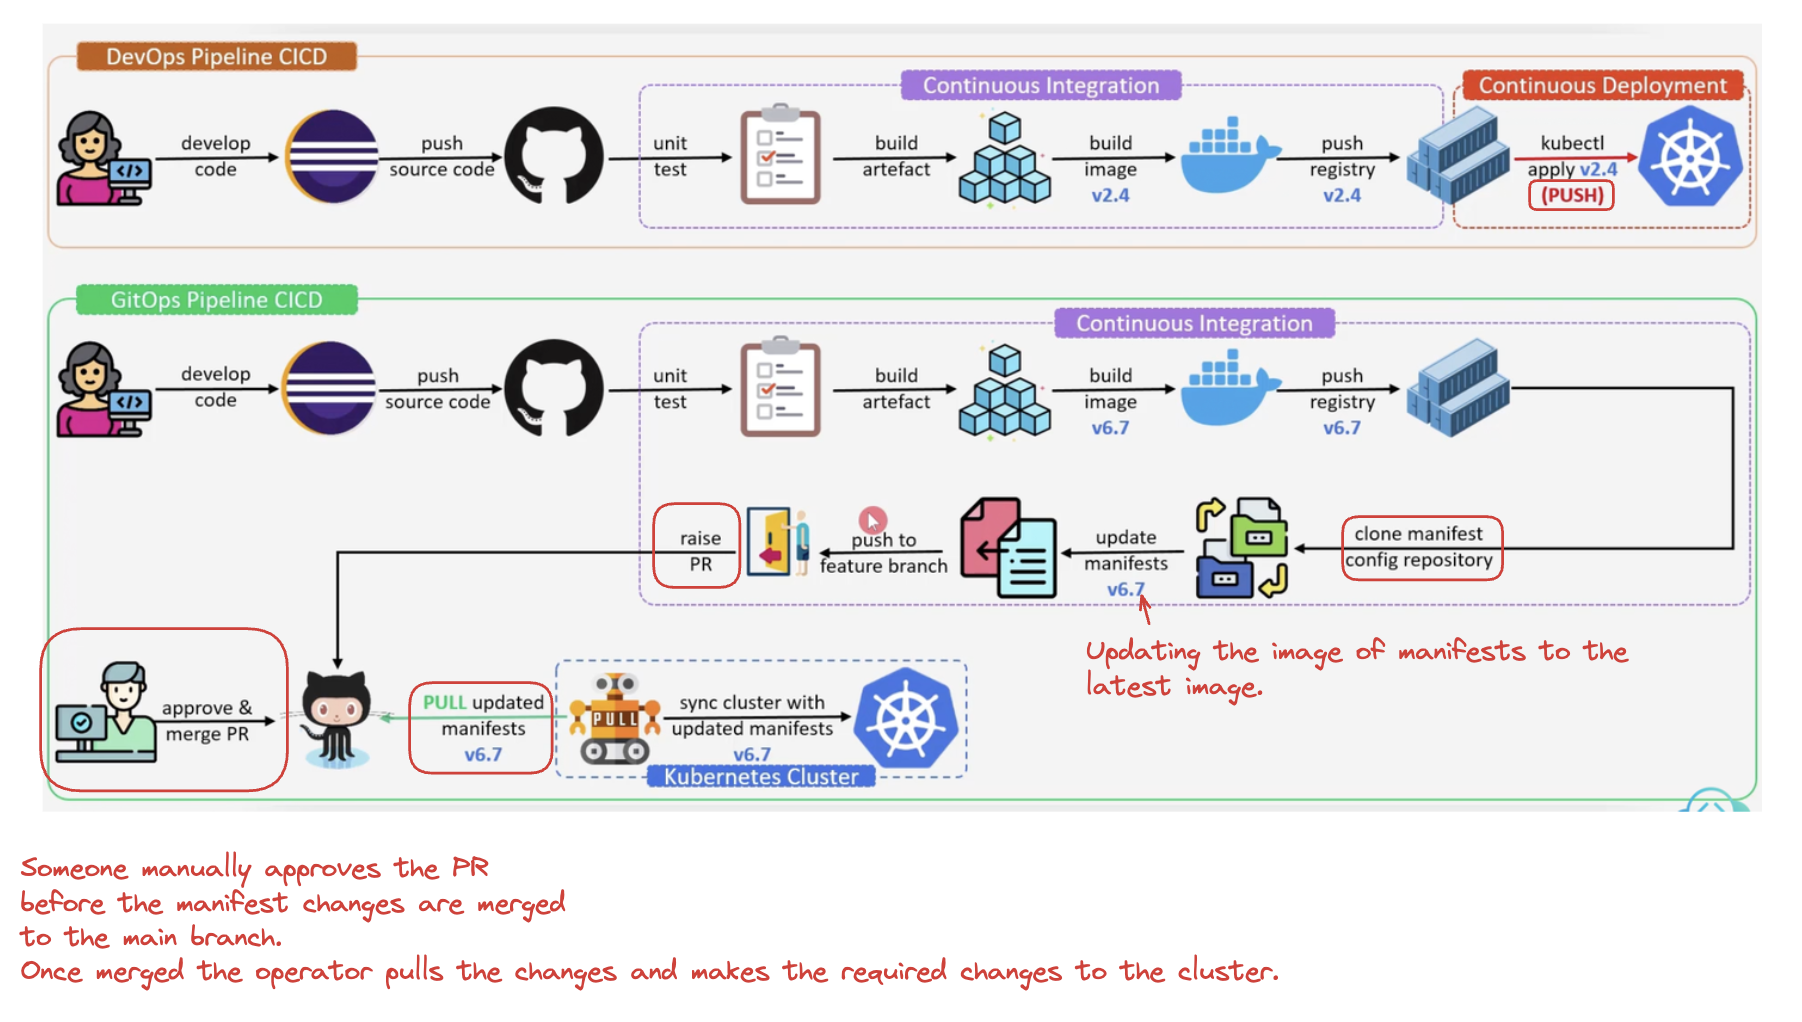 DevOps Pipeline CICD
Continuous Integration
Continuous Deployment
develop
code
push
source code
unit
test
build
artefact
build
image
v2.4
push
registry
v2.4
kubectl
apply v2.4
(PUSH)
</>
GitOps Pipeline CICD
Continuous Integration
develop
code
push
source code
unit
test
build
artefact
build
image
v6.7
push
registry
v6.7
</>
clone manifest
config repository
update
manifests
v6.7
push to
feature branch
raise
PR
Updating the image of manifests to the
latest image.
approve &
merge PR
PULL updated
manifests
v6.7
PULL
sync cluster with
updated manifests
v6.7
Kubernetes Cluster
Someone manually approves the PR
before the manifest changes are merged
to the main branch.
Once merged the operator pulls the changes and makes the required changes to the cluster.